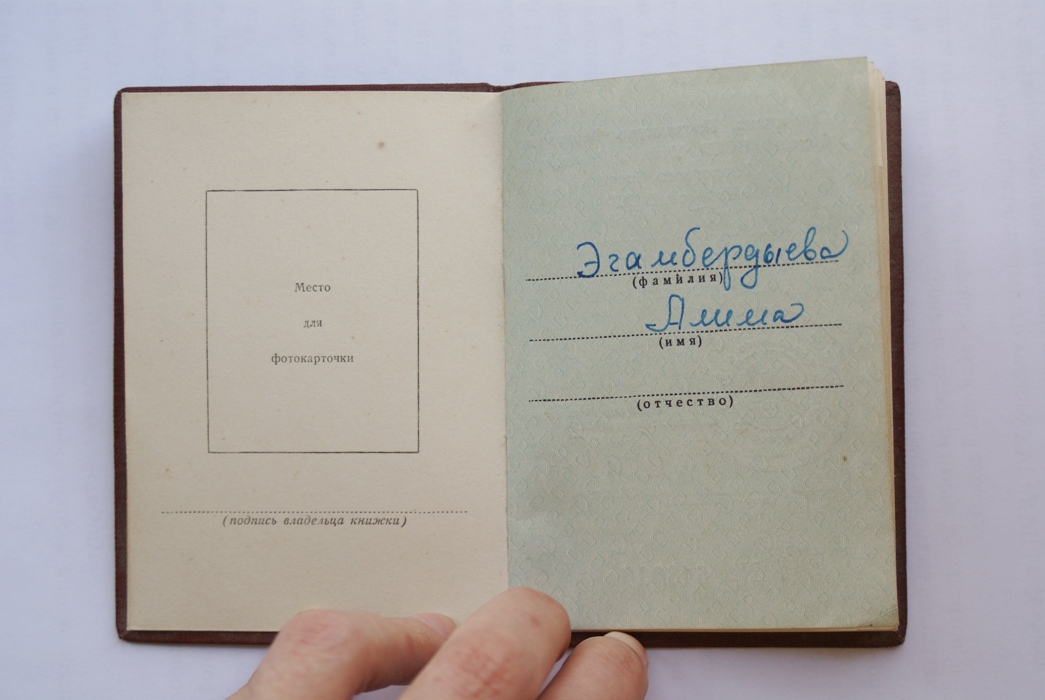 Место
для
фотокарточки
(подпись владельца книжки)
Эгамбердыева
(фамилия)
Алима
(имя)
(отчество)